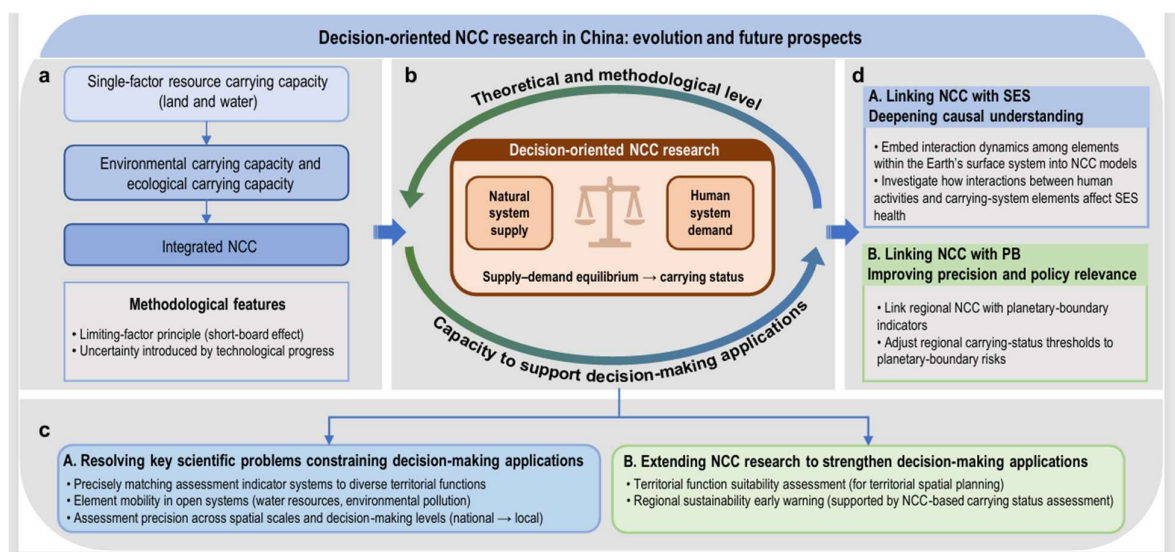 Decision-oriented NCC research in China: evolution and future prospects
a
Single-factor resource carrying capacity
(land and water)
Environmental carrying capacity and
ecological carrying capacity
Integrated NCC
Methodological features
• Limiting-factor principle (short-board effect)
• Uncertainty introduced by technological progress
b
Theoretical and methodological level
Decision-oriented NCC research
Natural
system
supply
Human
system
demand
Supply–demand equilibrium → carrying status
Capacity to support decision-making applications
d
A. Linking NCC with SES
Deepening causal understanding
• Embed interaction dynamics among elements
within the Earth's surface system into NCC models
• Investigate how interactions between human
activities and carrying-system elements affect SES
health
B. Linking NCC with PB
Improving precision and policy relevance
• Link regional NCC with planetary-boundary
indicators
• Adjust regional carrying-status thresholds to
planetary-boundary risks
c
A. Resolving key scientific problems constraining decision-making applications
• Precisely matching assessment indicator systems to diverse territorial functions
• Element mobility in open systems (water resources, environmental pollution)
• Assessment precision across spatial scales and decision-making levels (national → local)
B. Extending NCC research to strengthen decision-making applications
• Territorial function suitability assessment (for territorial spatial planning)
• Regional sustainability early warning (supported by NCC-based carrying status assessment)